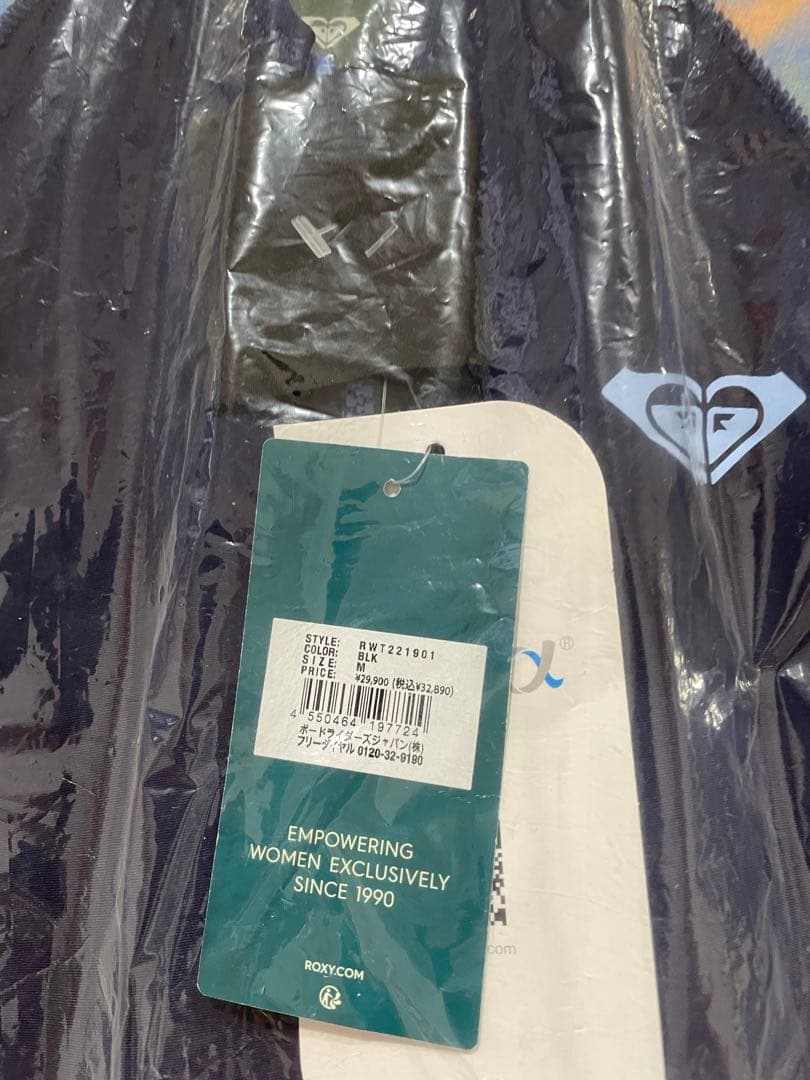 STYLE: RWT221901
COLOR: BLK
SIZE: M
PRICE: ¥29,900 (税込¥32,890)
4 550464 197724
ボードライダーズジャパン(株)
フリーダイヤル 0120-32-9190
EMPOWERING
WOMEN EXCLUSIVELY
SINCE 1990
ROXY.COM
α®
com